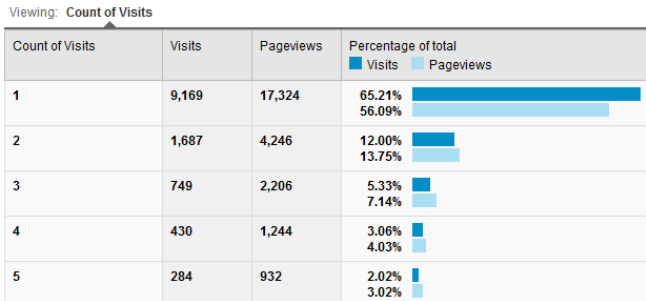 Viewing: Count of Visits
Count of Visits Visits Pageviews Percentage of total
Visits Pageviews
1 9,169 17,324 65.21%
56.09%
2 1,687 4,246 12.00%
13.75%
3 749 2,206 5.33%
7.14%
4 430 1,244 3.06%
4.03%
5 284 932 2.02%
3.02%